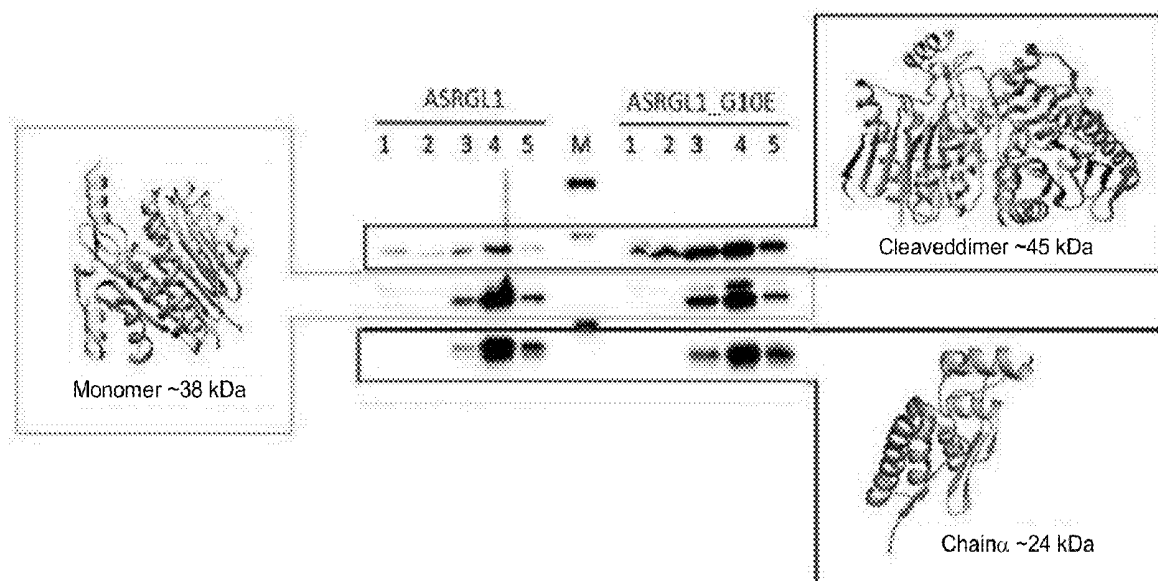 ASRGL1
ASRGL1_G10E
1 2 3 4 5 M 1 2 3 4 5
Cleaveddimer ~45 kDa
Monomer ~38 kDa
Chainα ~24 kDa